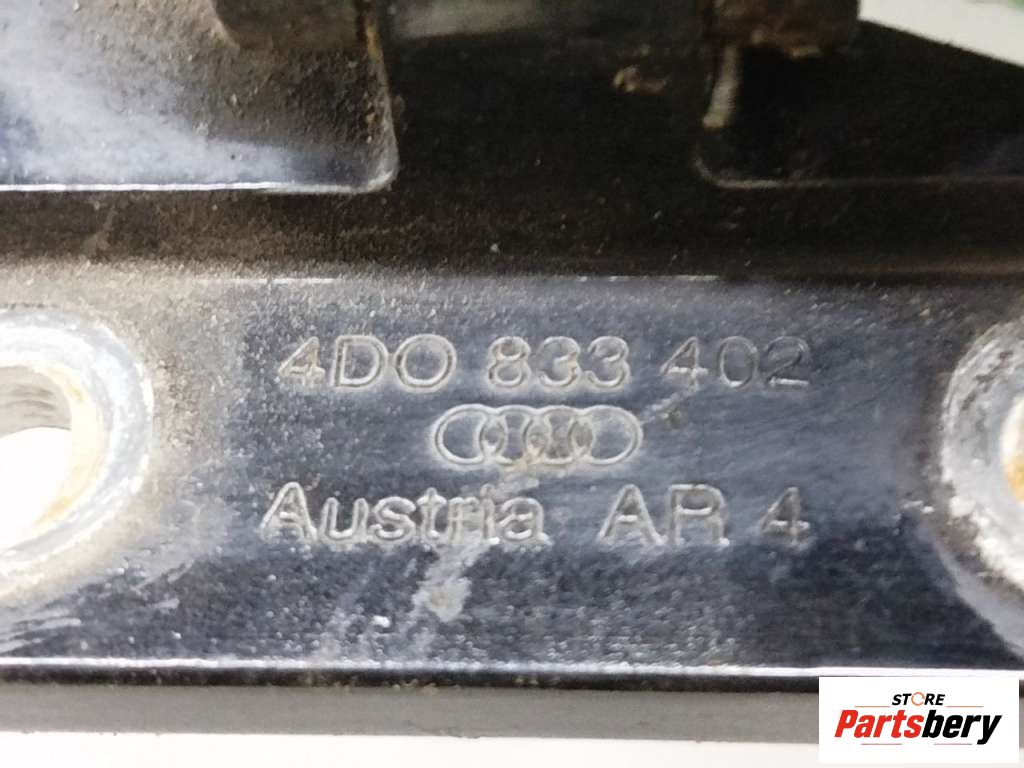 4D0 833 402
Austria AR 4
STORE
Partsbery